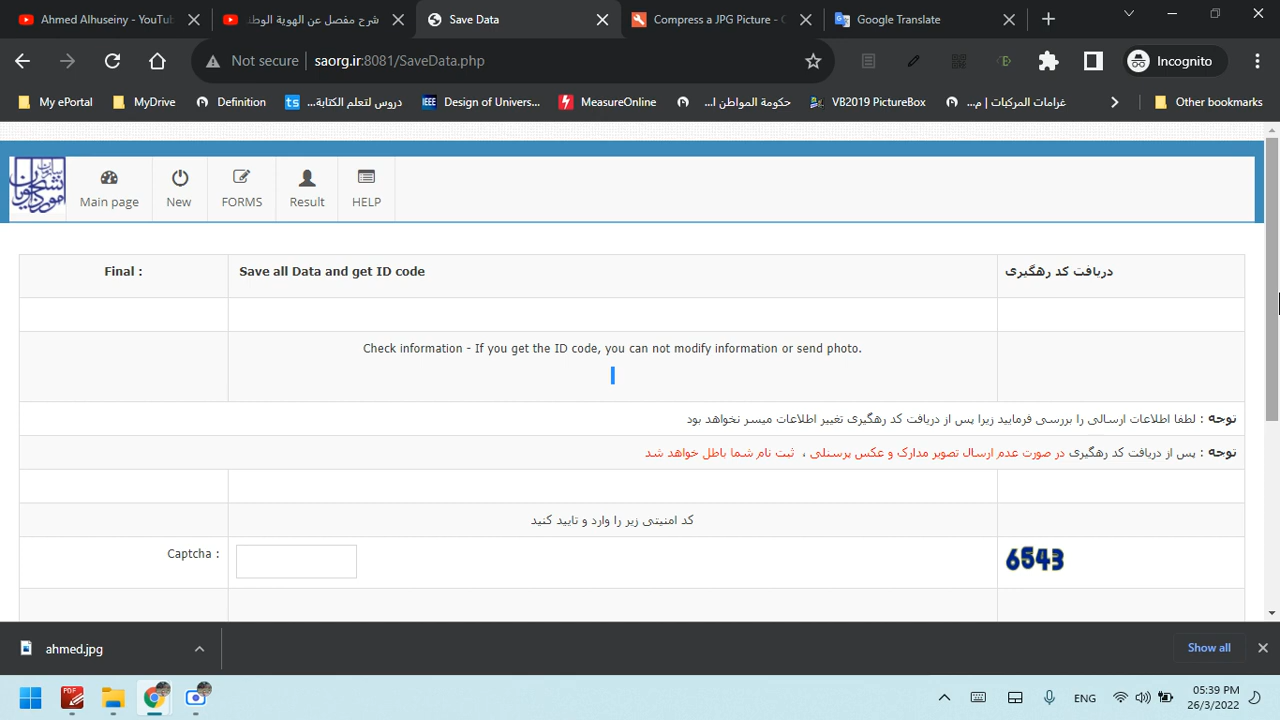 Ahmed Alhuseiny - YouTub
شرح مفصل عن الهوية الوطن
Save Data
Compress a JPG Picture - C
Google Translate
Not secure
saorg.ir:8081/SaveData.php
Incognito
My ePortal
MyDrive
Definition
دروس لتعلم الكتابة...
Design of Univers...
MeasureOnline
حكومة المواطن ا...
VB2019 PictureBox
غرامات المركبات | م...
Other bookmarks
Main page
New
FORMS
Result
HELP
Final :
Save all Data and get ID code
دریافت کد رهگیری
Check information - If you get the ID code, you can not modify information or send photo.
توجه : لطفا اطلاعات ارسالی را بررسی فرمایید زیرا پس از دریافت کد رهگیری تغییر اطلاعات میسر نخواهد بود
توجه : پس از دریافت کد رهگیری در صورت عدم ارسال تصویر مدارک و عکس پرسنلی ، ثبت نام شما باطل خواهد شد
کد امنیتی زیر را وارد و تایید کنید
Captcha :
6543
ahmed.jpg
Show all
PDF
ENG
05:39 PM
26/3/2022